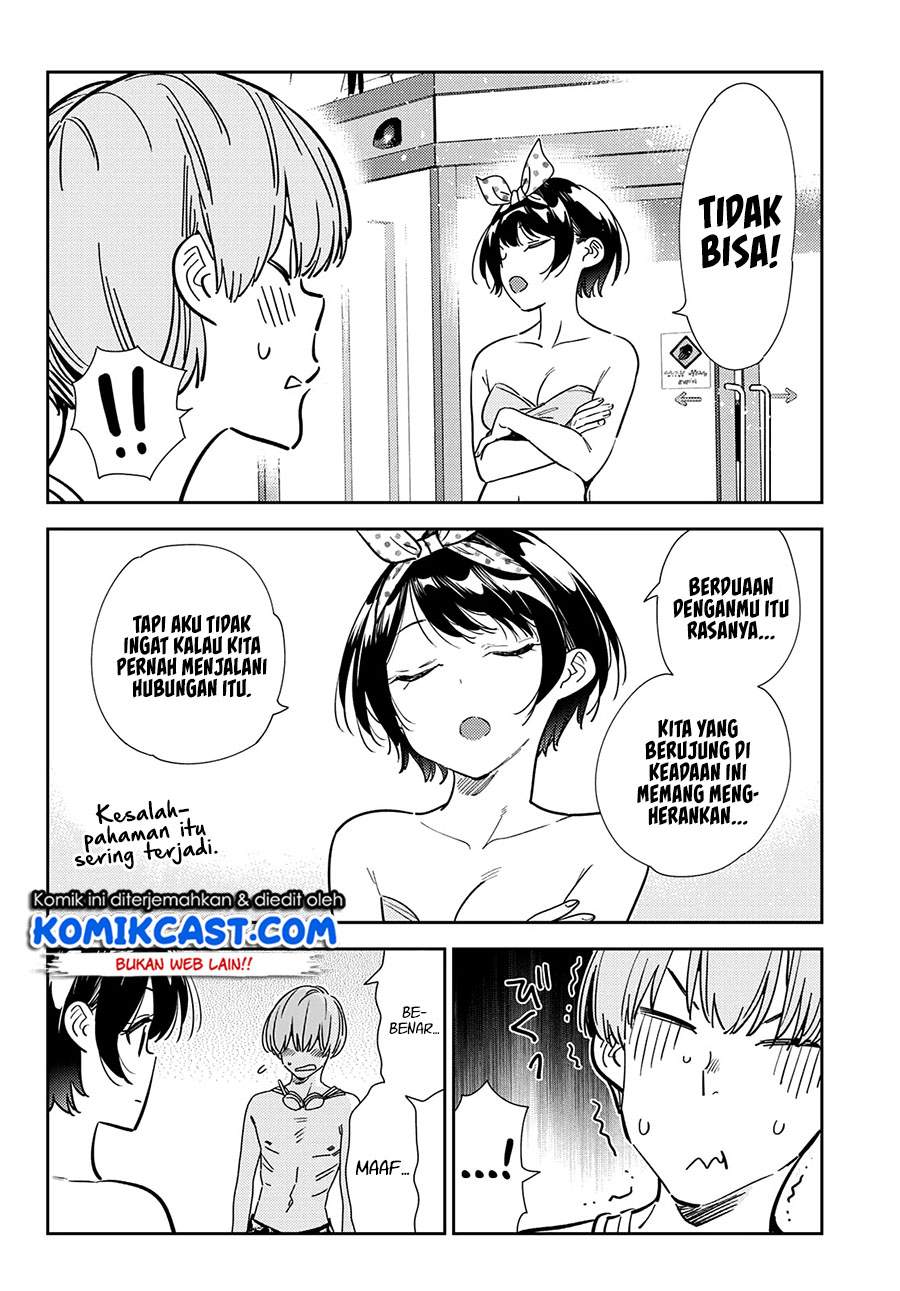 TIDAK
BISA!
!!
BERDUAAN
DENGANMU ITU
RASANYA...
KITA YANG
BERUJUNG DI
KEADAAN INI
MEMANG MENG-
HERANKAN...
TAPI AKU TIDAK
INGAT KALAU KITA
PERNAH MENJALANI
HUBUNGAN ITU.
Kesalah-
pahaman itu
sering terjadi.
Komik ini diterjemahkan & diedit oleh
KOMIKCAST.COM
BUKAN WEB LAIN!!
....!
BE-
BENAR...
MAAF...